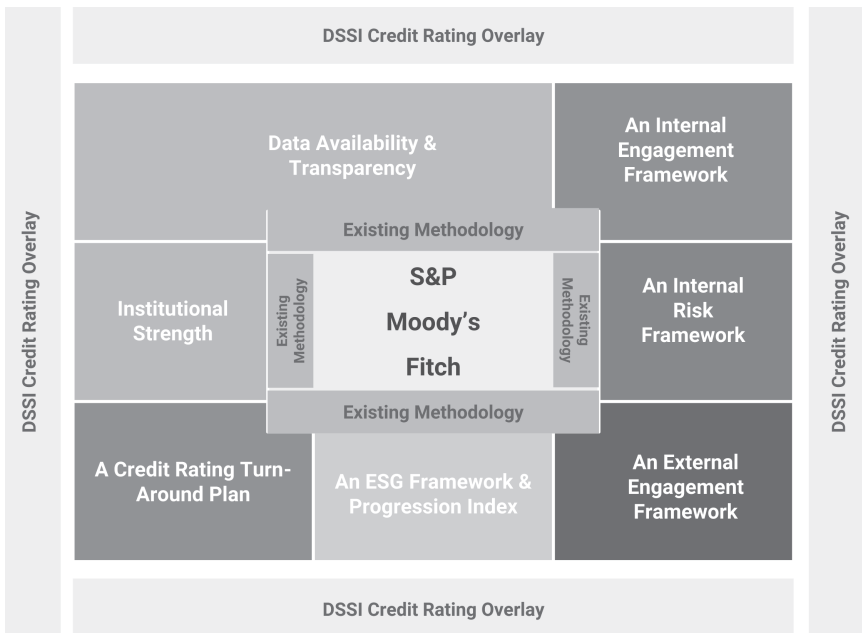 DSSI Credit Rating Overlay
DSSI Credit Rating Overlay
Data Availability &
Transparency
An Internal
Engagement
Framework
Existing Methodology
Institutional
Strength
Existing
Methodology
S&P
Moody’s
Fitch
Existing
Methodology
An Internal
Risk
Framework
Existing Methodology
A Credit Rating Turn-
Around Plan
An ESG Framework &
Progression Index
An External
Engagement
Framework
DSSI Credit Rating Overlay
DSSI Credit Rating Overlay